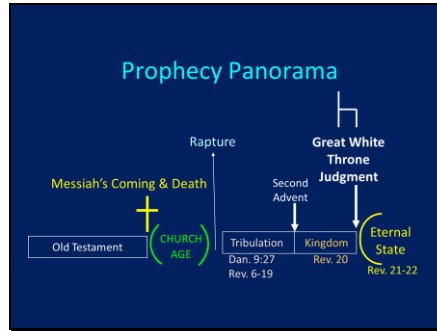 Prophecy Panorama
Rapture
Great White
Throne
Judgment
Messiah's Coming & Death
Second
Advent
Old Testament
CHURCH
AGE
Tribulation
Kingdom
Eternal
State
Dan. 9:27
Rev. 6-19
Rev. 20
Rev. 21-22